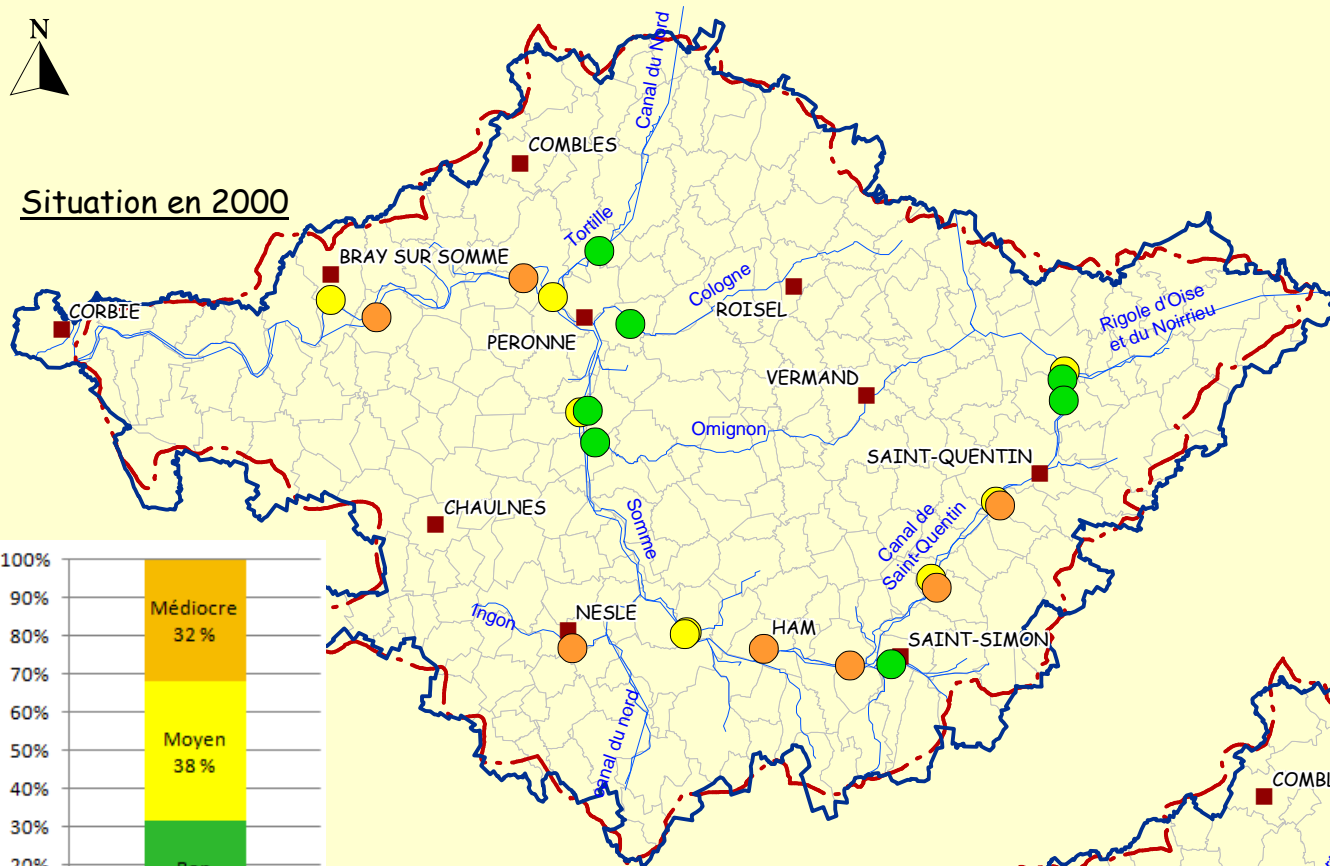 N
Canal du Nord
COMBLES
Situation en 2000
Tortille
BRAY SUR SOMME
Cologne
ROISEL
CORBIE
Rigole d'Oise
et du Noirrieu
PERONNE
VERMAND
Omignon
SAINT-QUENTIN
CHAULNES
Somme
Canal de
Saint-Quentin
Ingon
NESLE
HAM
SAINT-SIMON
anal du nord
COMBL
100%
90%
Médiocre
32 %
80%
70%
60%
Moyen
38 %
50%
40%
30%
20%